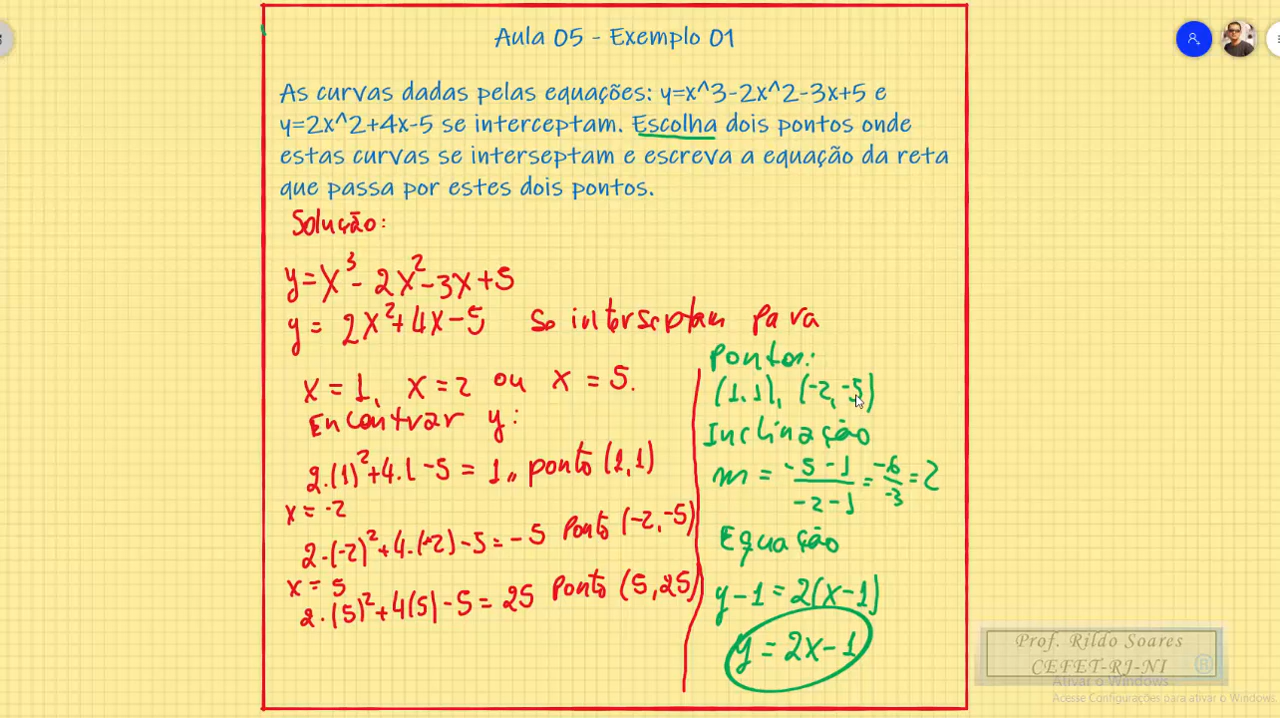 Aula 05 - Exemplo 01
As curvas dadas pelas equações: y=x^3-2x^2-3x+5 e
y=2x^2+4x-5 se interceptam. Escolha dois pontos onde
estas curvas se interseptam e escreva a equação da reta
que passa por estes dois pontos.
Solução:
y=x³-2x²-3x+5
y=2x²+4x-5 se interseptam para
x=1, x=2 ou x=5.
Encontrar y:
2.(1)²+4.1-5=1,, ponto (1,1)
x=-2
2.(-2)²+4.(-2)-5=-5 Ponto (-2,-5)
x=5
2.(5)²+4(5)-5=25 Ponto (5,25)
Pontos:
(1,1), (-2,-5)
Inclinação
m = -5-1/-2-1 = -6/-3 = 2
Equação
y-1=2(x-1)
y=2x-1
Prof. Rildo Soares
CEFET-RJ-NI ®
Ativar o Windows
Acesse Configurações para ativar o Windows.